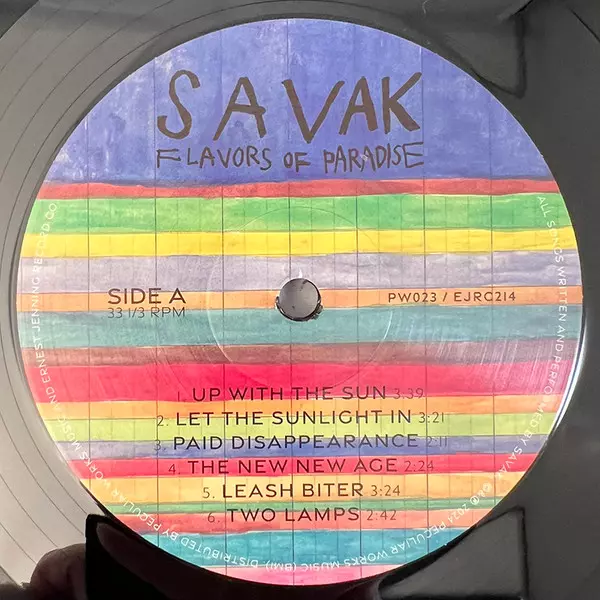 SAVAK
FLAVORS OF PARADISE
SIDE A
33 1/3 RPM
PW023 / EJRC214
1. UP WITH THE SUN 3:39
2. LET THE SUNLIGHT IN 3:21
3. PAID DISAPPEARANCE 2:11
4. THE NEW NEW AGE 2:24
5. LEASH BITER 3:24
6. TWO LAMPS 2:42
ALL SONGS WRITTEN AND PERFORMED BY SAVAK ©℗ 2024 PECULIAR WORKS MUSIC (BMI) DISTRIBUTED BY PECULIAR WORKS MUSIC AND ERNEST JENNING RECORD CO.